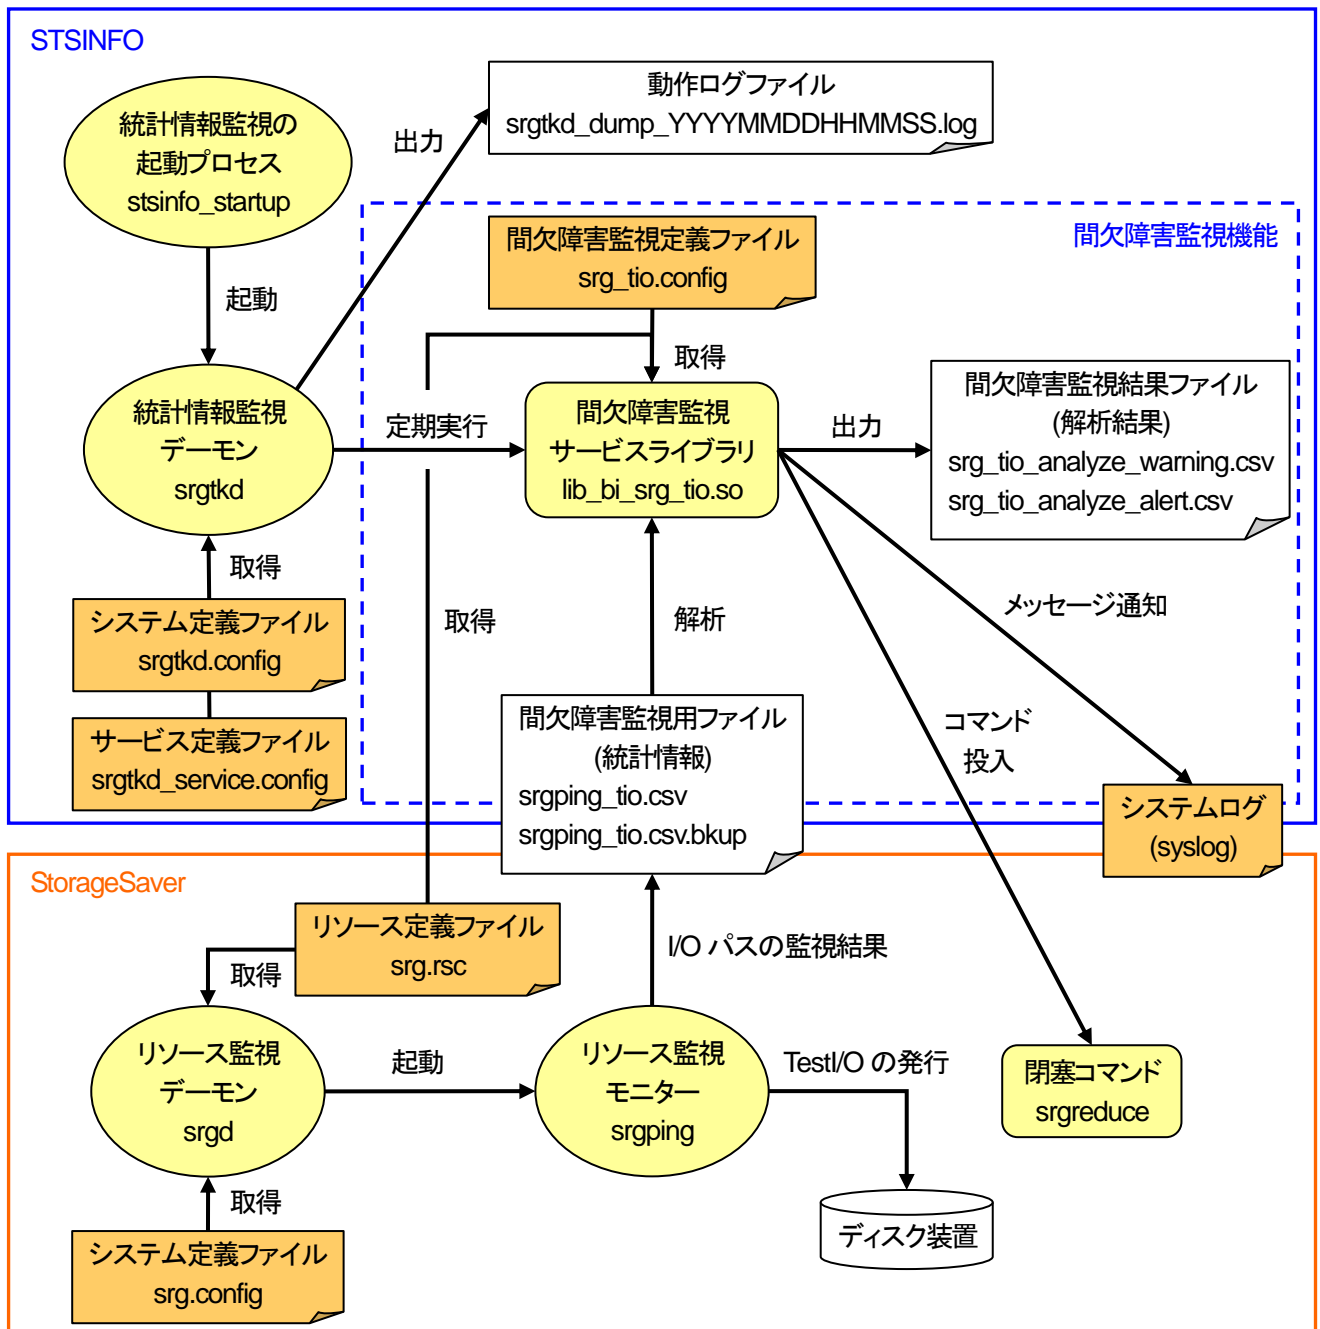 STSINFO
統計情報監視の
起動プロセス
stsinfo_startup
出力
動作ログファイル
srgtkd_dump_YYYYMMDDHHMMSS.log
間欠障害監視機能
間欠障害監視定義ファイル
srg_tio.config
起動
取得
統計情報監視
デーモン
srgtkd
定期実行
間欠障害監視
サービスライブラリ
lib_bi_srg_tio.so
出力
間欠障害監視結果ファイル
(解析結果)
srg_tio_analyze_warning.csv
srg_tio_analyze_alert.csv
取得
システム定義ファイル
srgtkd.config
サービス定義ファイル
srgtkd_service.config
取得
解析
メッセージ通知
間欠障害監視用ファイル
(統計情報)
srgping_tio.csv
srgping_tio.csv.bkup
コマンド
投入
システムログ
(syslog)
StorageSaver
リソース定義ファイル
srg.rsc
取得
I/O パスの監視結果
リソース監視
デーモン
srgd
起動
リソース監視
モニター
srgping
TestI/O の発行
閉塞コマンド
srgreduce
取得
システム定義ファイル
srg.config
ディスク装置